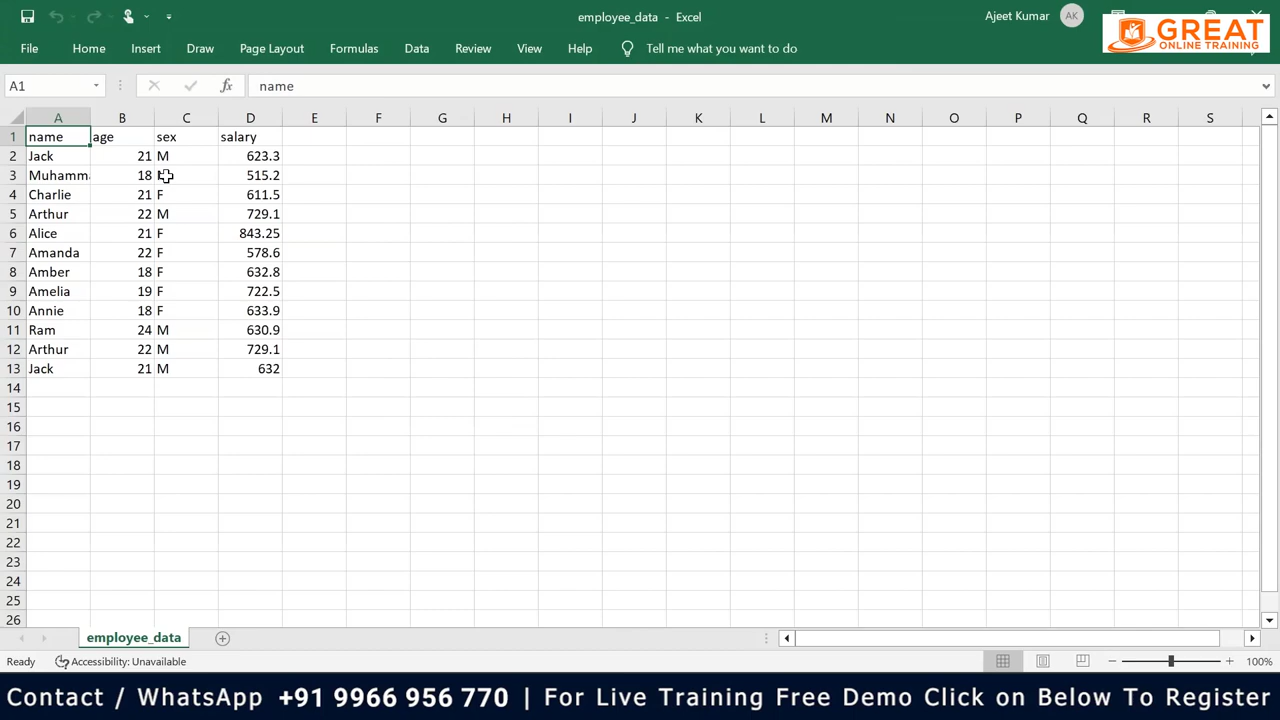 employee_data - Excel
Ajeet Kumar AK
GREAT
ONLINE TRAINING
File Home Insert Draw Page Layout Formulas Data Review View Help Tell me what you want to do
A1 fx name
A B C D E F G H I J K L M N O P Q R S
1 name age sex salary
2 Jack 21 M 623.3
3 Muhamm 18 515.2
4 Charlie 21 F 611.5
5 Arthur 22 M 729.1
6 Alice 21 F 843.25
7 Amanda 22 F 578.6
8 Amber 18 F 632.8
9 Amelia 19 F 722.5
10 Annie 18 F 633.9
11 Ram 24 M 630.9
12 Arthur 22 M 729.1
13 Jack 21 M 632
14
15
16
17
18
19
20
21
22
23
24
25
26
employee_data
Ready Accessibility: Unavailable 100%
Contact / WhatsApp +91 9966 956 770 | For Live Training Free Demo Click on Below To Register